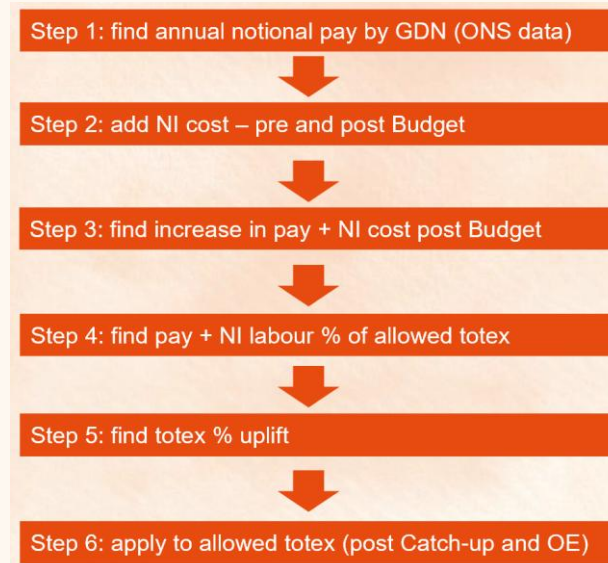 Step 1: find annual notional pay by GDN (ONS data)
Step 2: add NI cost – pre and post Budget
Step 3: find increase in pay + NI cost post Budget
Step 4: find pay + NI labour % of allowed totex
Step 5: find totex % uplift
Step 6: apply to allowed totex (post Catch-up and OE)